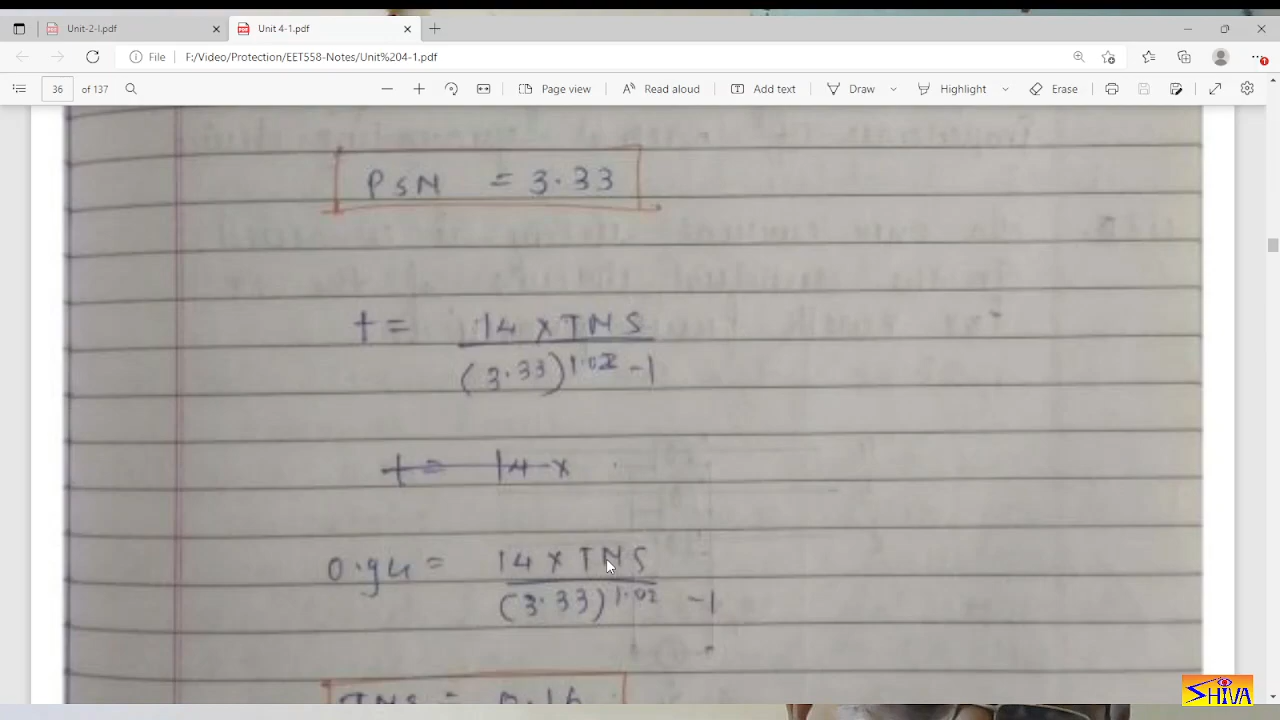 Unit-2-I.pdf
Unit 4-1.pdf
File F:/Video/Protection/EET558-Notes/Unit%204-1.pdf
36 of 137 Page view Read aloud Add text Draw Highlight Erase
PSM = 3.33
t = 14 x TMS
(3.33)^1.02 - 1
t = 14 x
0.94 = 14 x TMS
(3.33)^1.02 - 1
TMS =
SHIVA